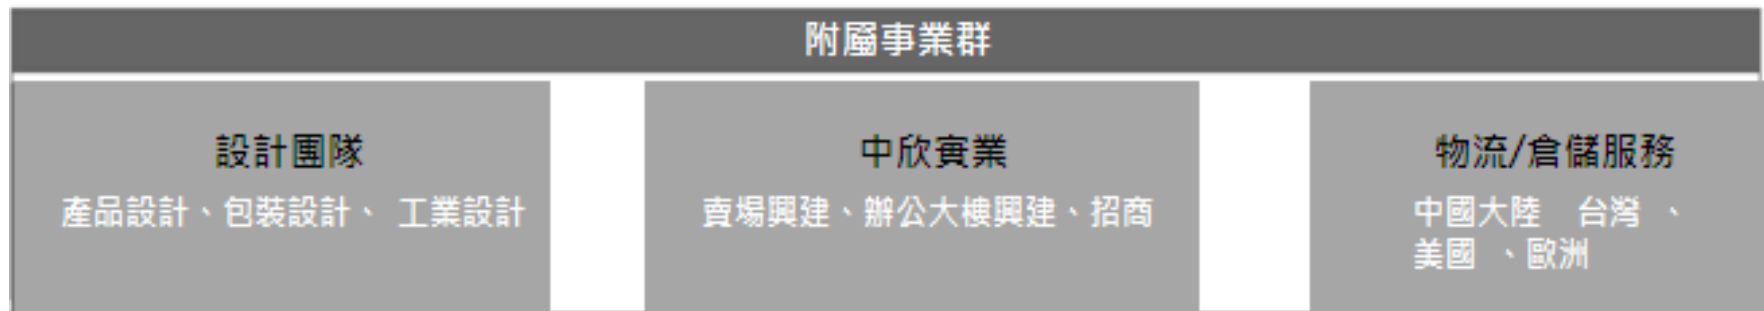 附屬事業群
設計團隊
產品設計、包裝設計、 工業設計
中欣實業
賣場興建、辦公大樓興建、招商
物流/倉儲服務
中國大陸　台灣 、
美國 、歐洲